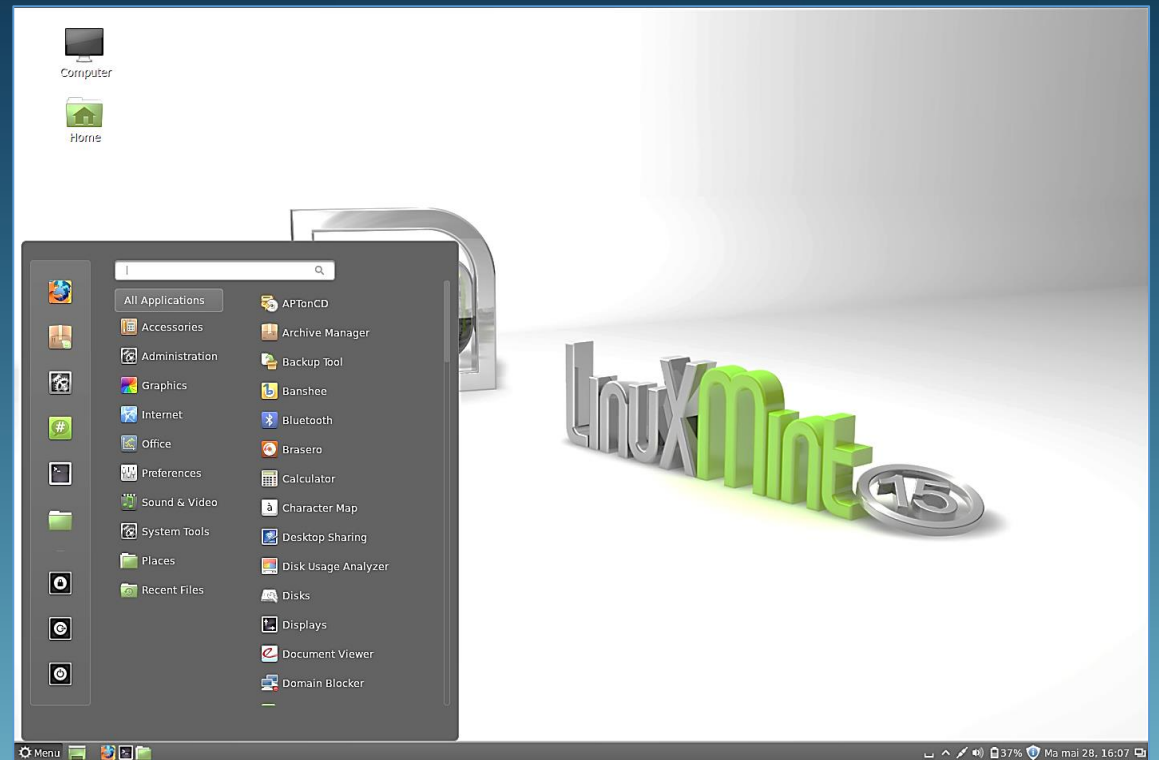 Computer
Home
LinuxMint 15
All Applications
Accessories
Administration
Graphics
Internet
Office
Preferences
Sound & Video
System Tools
Places
Recent Files
APTonCD
Archive Manager
Backup Tool
Banshee
Bluetooth
Brasero
Calculator
Character Map
Desktop Sharing
Disk Usage Analyzer
Disks
Displays
Document Viewer
Domain Blocker
Menu
37% Ma mai 28, 16:07